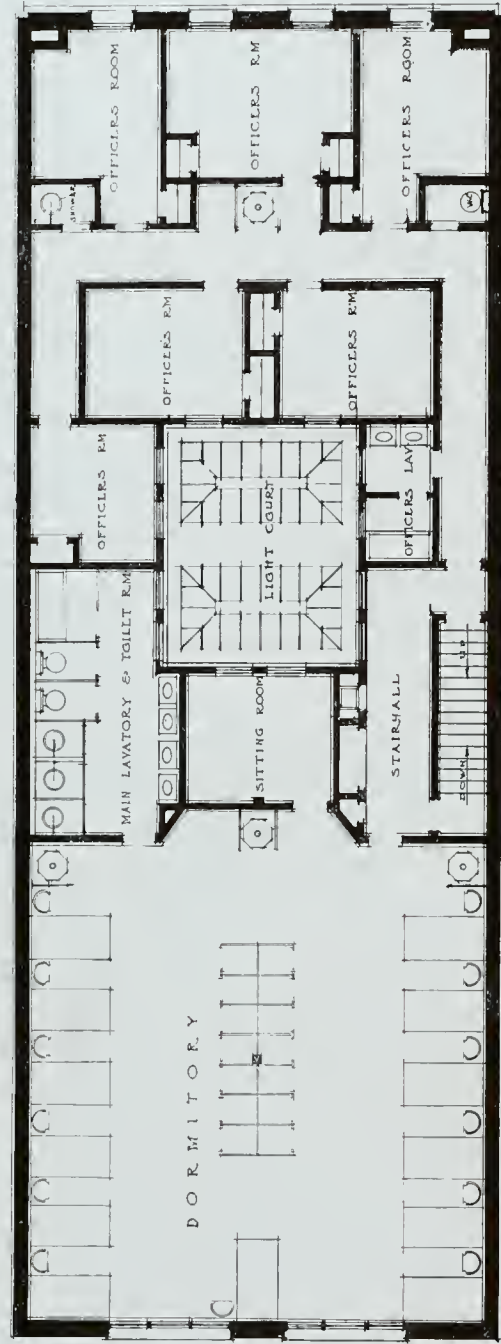 OFFICERS ROOM
OFFICERS RM
OFFICERS ROOM
SHOWER
WC
OFFICERS RM
OFFICERS RM
OFFICERS RM
LIGHT COURT
OFFICERS LAV
MAIN LAVATORY & TOILET RM
SITTING ROOM
STAIRHALL
UP
DOWN
DORMITORY